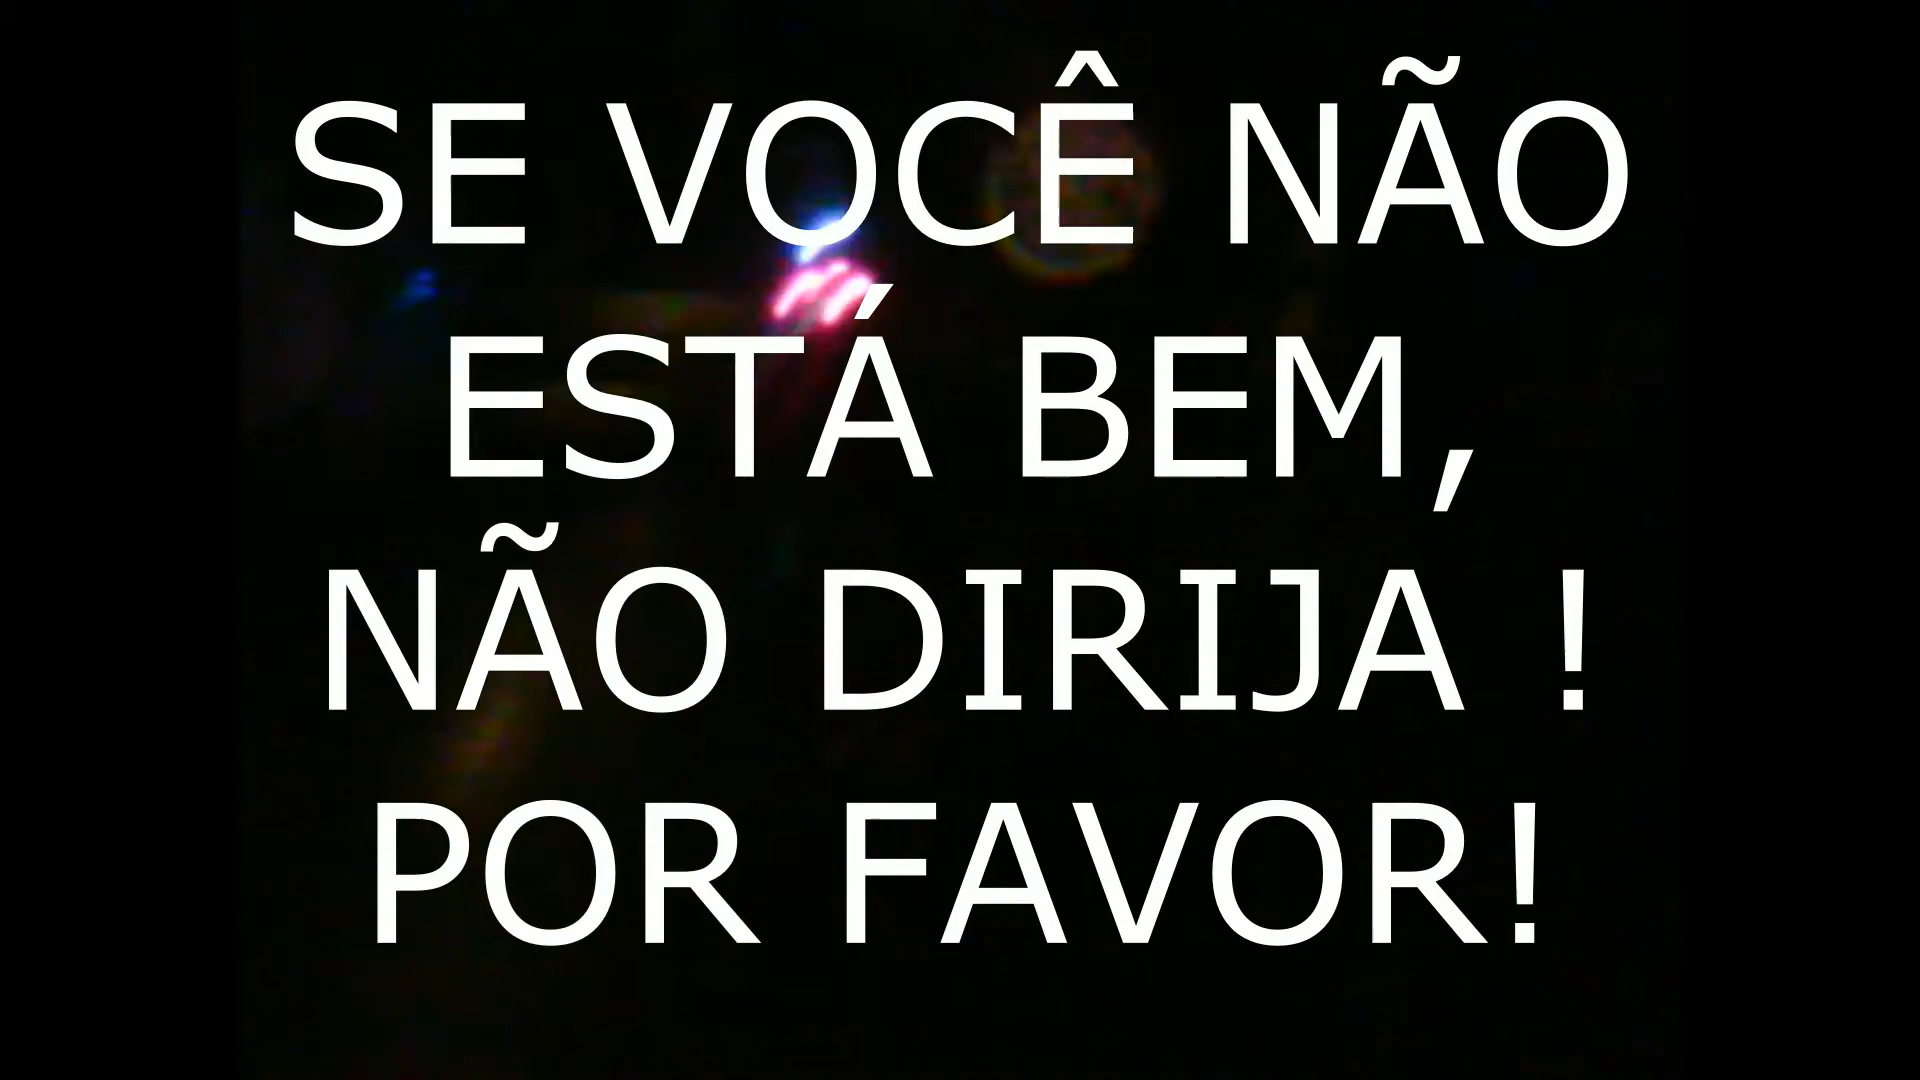 SE VOCÊ NÃO
ESTÁ BEM,
NÃO DIRIJA !
POR FAVOR!